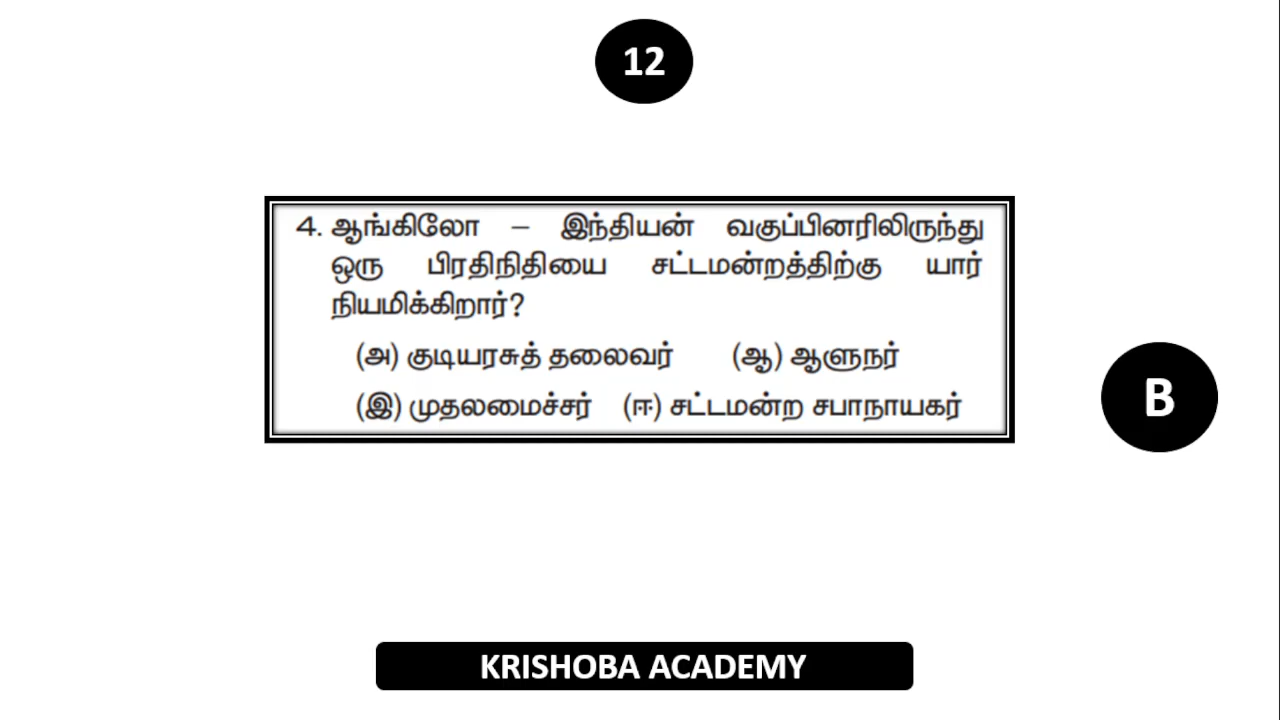 12
4. ஆங்கிலோ – இந்தியன் வகுப்பினரிலிருந்து
ஒரு பிரதிநிதியை சட்டமன்றத்திற்கு யார்
நியமிக்கிறார்?
(அ) குடியரசுத் தலைவர் (ஆ) ஆளுநர்
(இ) முதலமைச்சர் (ஈ) சட்டமன்ற சபாநாயகர்
B
KRISHOBA ACADEMY